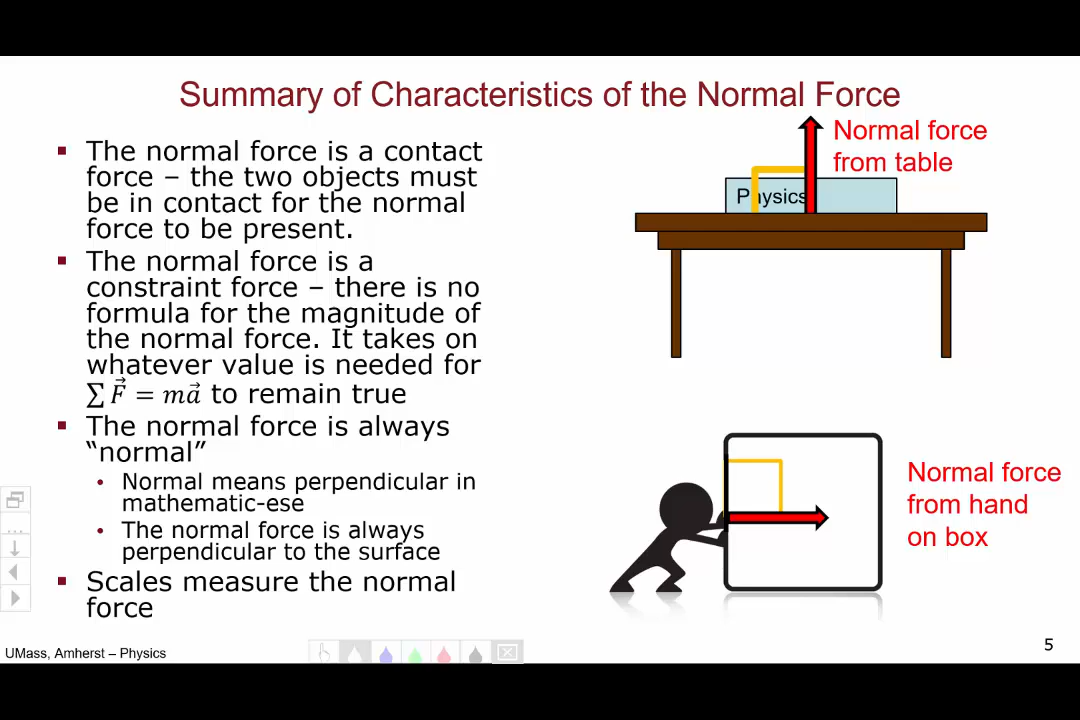 Summary of Characteristics of the Normal Force
▪ The normal force is a contact
force – the two objects must
be in contact for the normal
force to be present.
▪ The normal force is a
constraint force – there is no
formula for the magnitude of
the normal force. It takes on
whatever value is needed for
∑ F⃗ = ma⃗ to remain true
▪ The normal force is always
“normal”
• Normal means perpendicular in
mathematic-ese
• The normal force is always
perpendicular to the surface
▪ Scales measure the normal
force
Normal force
from table
Physics
Normal force
from hand
on box
UMass, Amherst – Physics
5